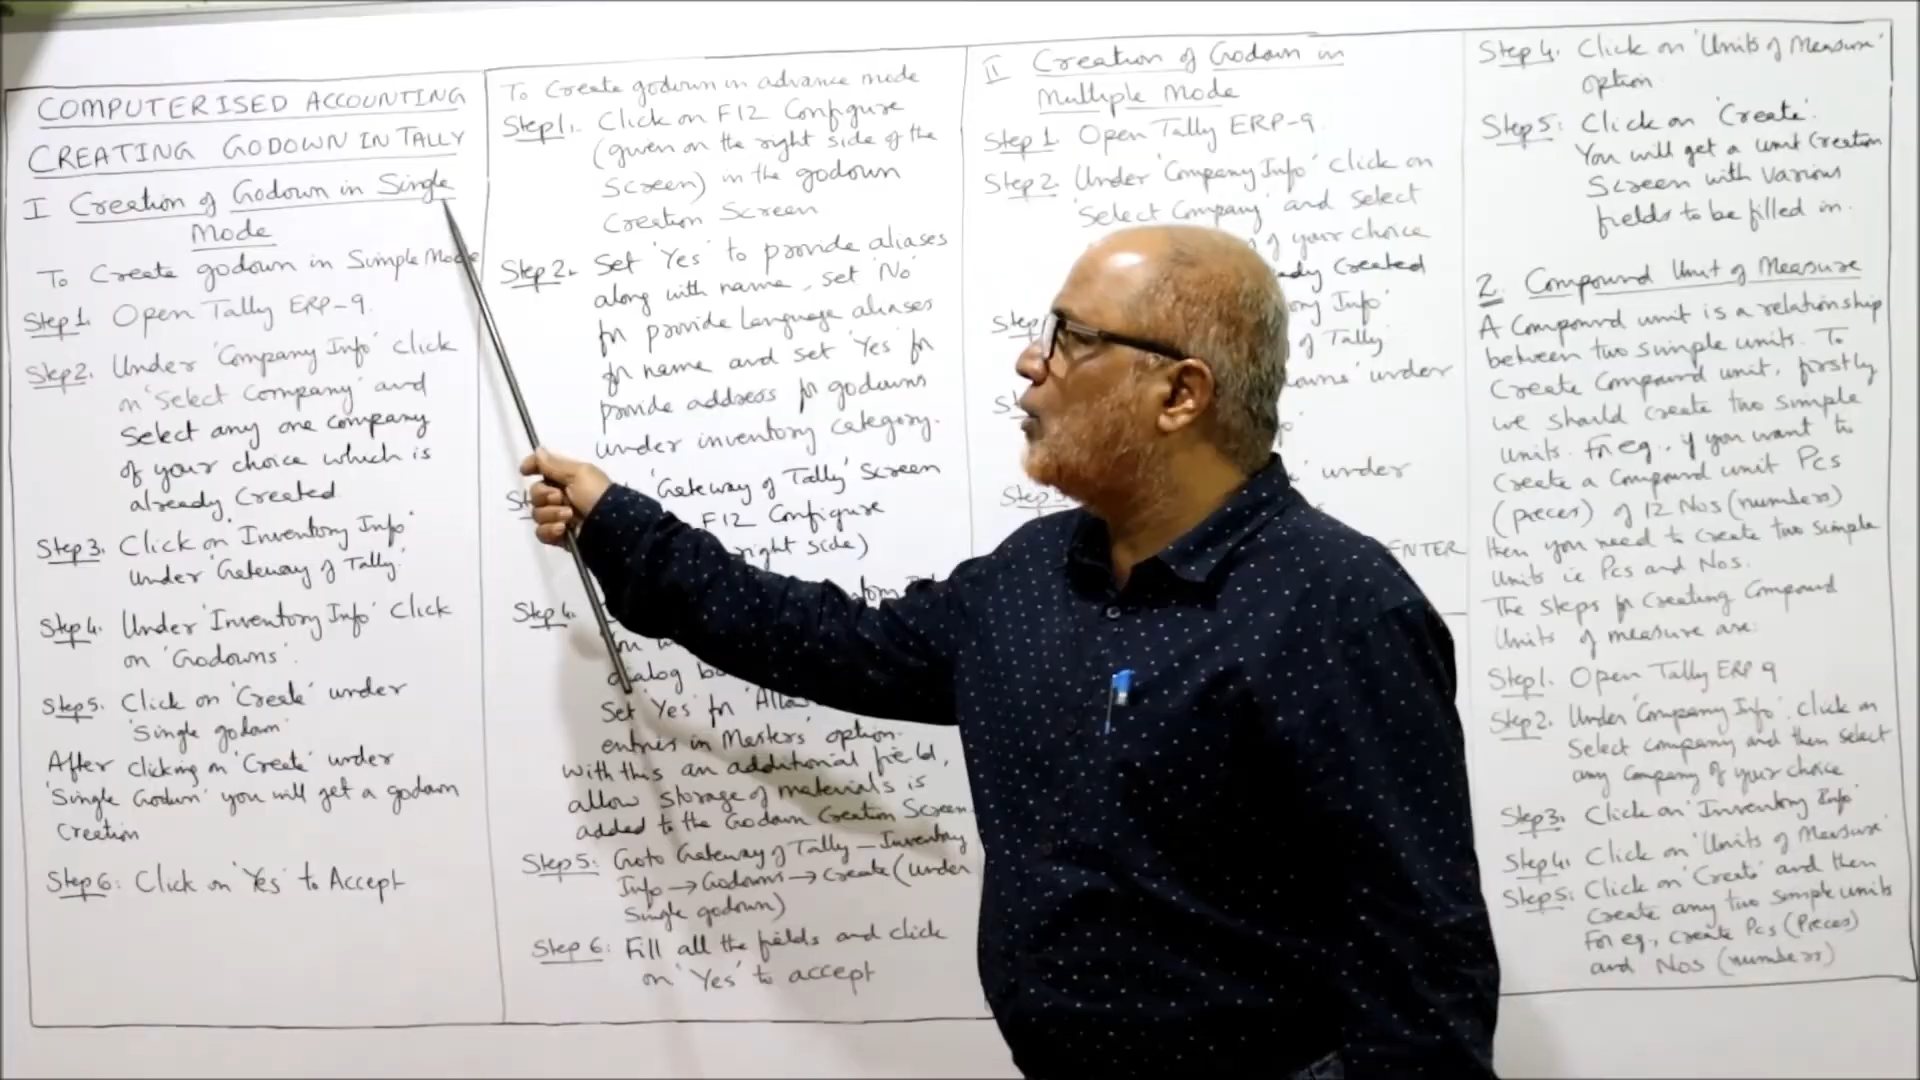 COMPUTERISED ACCOUNTING
CREATING GODOWN IN TALLY
I Creation of Godown in Single
Mode
To Create godown in Simple Mode
Step 1. Open Tally ERP-9.
Step 2. Under 'Company Info' click
on 'Select Company' and
Select any one company
of your choice which is
already Created
Step 3. Click on 'Inventory Info'
under 'Gateway of Tally'.
Step 4. Under 'Inventory Info' Click
on 'Godowns'.
Step 5. Click on 'Create' under
'Single godown'
After clicking on 'Create' under
'Single Godown' you will get a godown
Creation
Step 6: Click on 'Yes' to Accept
To Create godown in advance mode
Step 1. Click on F12 Configure
(given on the right side of the
Screen) in the godown
Creation Screen
Step 2. Set 'Yes' to provide aliases
along with name, set 'No'
for provide Language aliases
for name and set 'Yes' for
provide address for godowns
under inventory category.
'Gateway of Tally' Screen
F12 Configure
right side)
Step 4.
dialog
Set 'Yes' for
entries in Masters' option.
with this an additional field,
allow storage of materials is
added to the Godown Creation Screen.
Step 5: Goto Gateway of Tally – Inventory
Info → Godowns → Create (under
Single godown)
Step 6: Fill all the fields and click
on 'Yes' to accept
II Creation of Godown in
Multiple Mode
Step 1 Open Tally ERP-9.
Step 2. Under 'Company Info' click on
'Select Company' and Select
of your choice
Created
Info'
of Tally
under
Step 5
under
ENTER
Step 4. Click on 'Units of Measure'
option.
Step 5: Click on 'Create'.
You will get a unit Creation
Screen with various
fields to be filled in.
2. Compound Unit of Measure
A Compound unit is a relationship
between two simple units. To
Create Compound unit, firstly
we should create two simple
units. For eg., if you want to
Create a Compound unit Pcs
(pieces) of 12 Nos (numbers)
then you need to create two simple
units ie Pcs and Nos.
The steps for creating Compound
Units of measure are:
Step 1. Open Tally ERP 9
Step 2. Under 'Company Info'. click on
Select company and then select
any Company of your choice
Step 3. Click on 'Inventory Info'
Step 4. Click on 'Units of Measure'
Step 5: Click on 'Create' and then
Create any two simple units
For eg., create Pcs (Pieces)
and Nos (numbers)